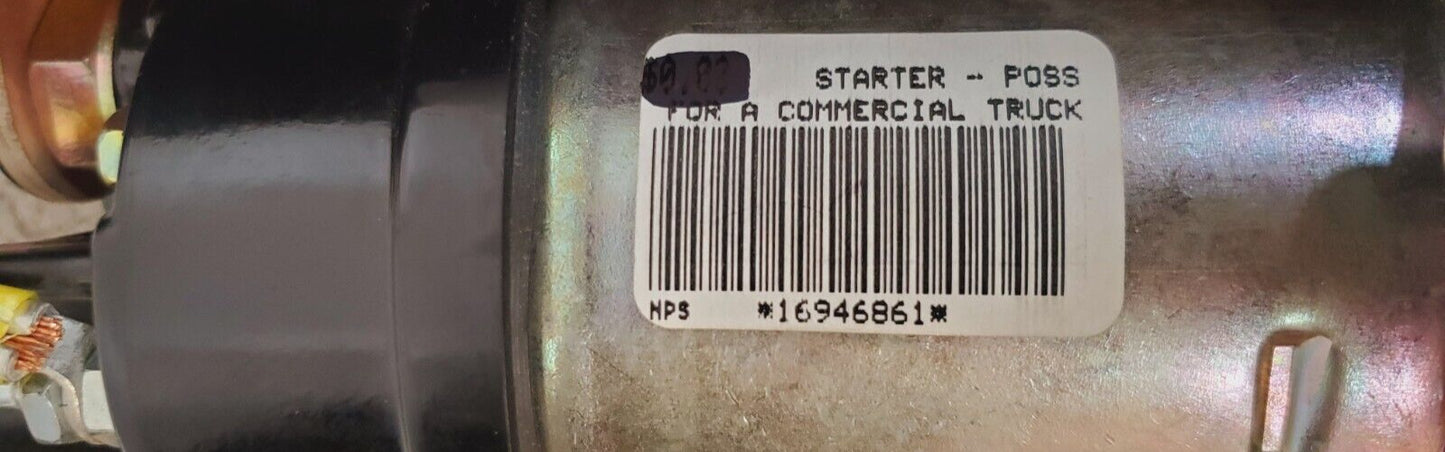 STARTER - POSS
FOR A COMMERCIAL TRUCK
NPS *16946861*